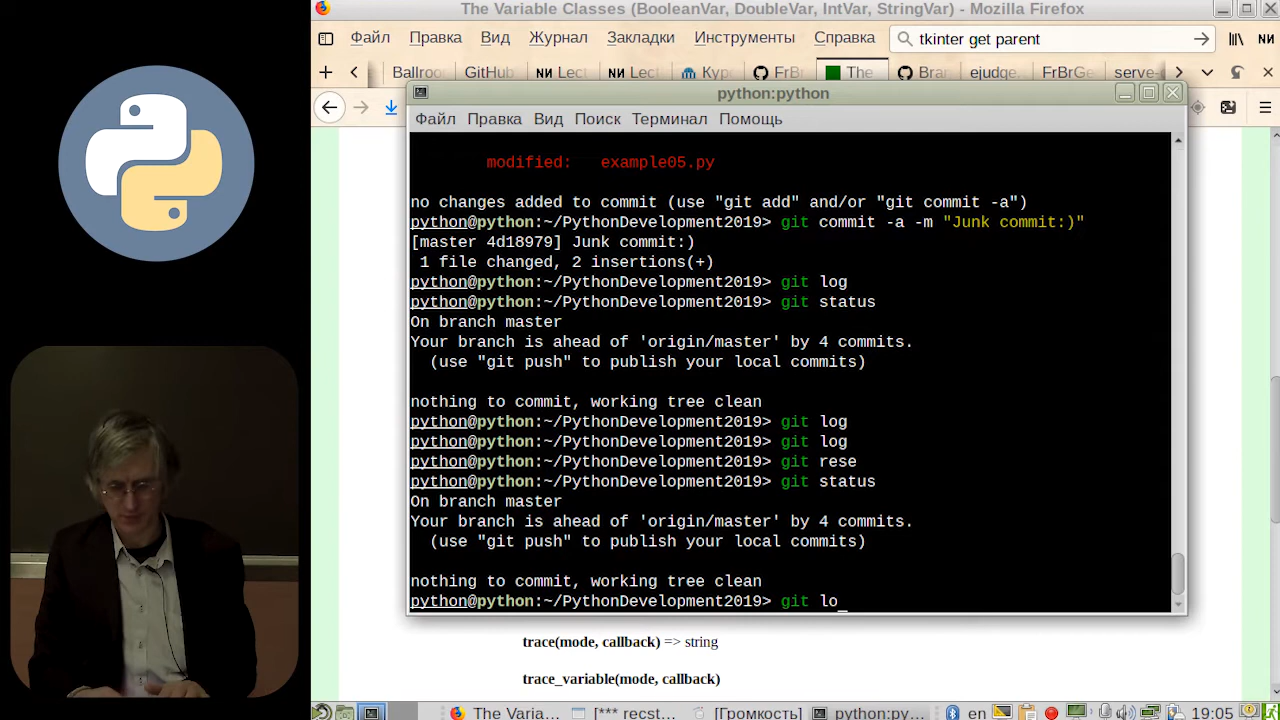 The Variable Classes (BooleanVar, DoubleVar, IntVar, StringVar) - Mozilla Firefox
Файл Правка Вид Журнал Закладки Инструменты Справка tkinter get parent
Ballroo GitHub Lect Lect Курс FrBr The Bran ejudge. FrBrGe serve-
python:python
Файл Правка Вид Поиск Терминал Помощь
modified: example05.py
no changes added to commit (use "git add" and/or "git commit -a")
python@python:~/PythonDevelopment2019> git commit -a -m "Junk commit:)"
[master 4d18979] Junk commit:)
1 file changed, 2 insertions(+)
python@python:~/PythonDevelopment2019> git log
python@python:~/PythonDevelopment2019> git status
On branch master
Your branch is ahead of 'origin/master' by 4 commits.
(use "git push" to publish your local commits)
nothing to commit, working tree clean
python@python:~/PythonDevelopment2019> git log
python@python:~/PythonDevelopment2019> git log
python@python:~/PythonDevelopment2019> git rese
python@python:~/PythonDevelopment2019> git status
On branch master
Your branch is ahead of 'origin/master' by 4 commits.
(use "git push" to publish your local commits)
nothing to commit, working tree clean
python@python:~/PythonDevelopment2019> git lo_
trace(mode, callback) => string
trace_variable(mode, callback)
The Varia... [*** recst... [Громкость] python:py... en 19:05